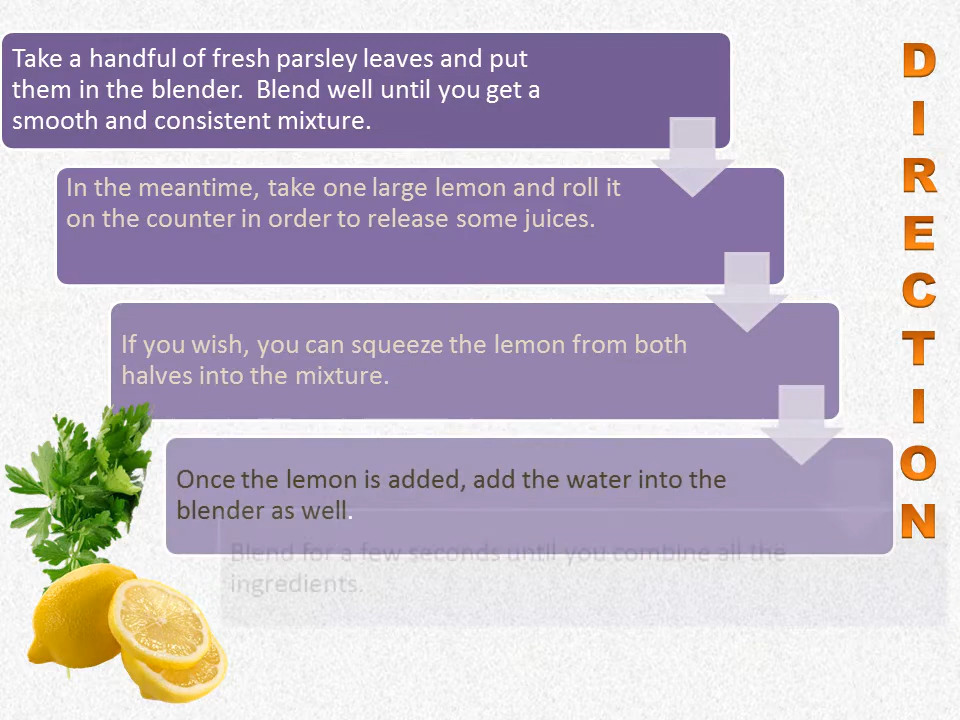 Take a handful of fresh parsley leaves and put
them in the blender.  Blend well until you get a
smooth and consistent mixture.
In the meantime, take one large lemon and roll it
on the counter in order to release some juices.
If you wish, you can squeeze the lemon from both
halves into the mixture.
Once the lemon is added, add the water into the
blender as well.
Blend for a few seconds until you combine all the
ingredients.
D
I
R
E
C
T
I
O
N